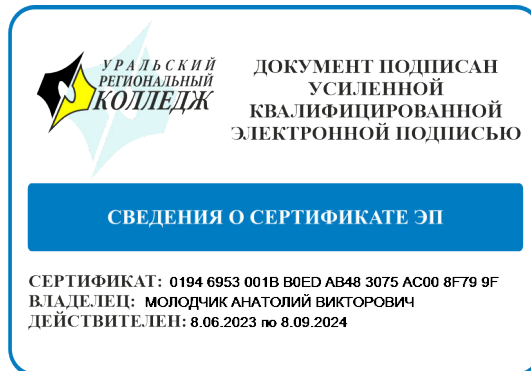 УРАЛЬСКИЙ
РЕГИОНАЛЬНЫЙ
КОЛЛЕДЖ
ДОКУМЕНТ ПОДПИСАН
УСИЛЕННОЙ
КВАЛИФИЦИРОВАННОЙ
ЭЛЕКТРОННОЙ ПОДПИСЬЮ
СВЕДЕНИЯ О СЕРТИФИКАТЕ ЭП
СЕРТИФИКАТ: 0194 6953 001B B0ED AB48 3075 AC00 8F79 9F
ВЛАДЕЛЕЦ: МОЛОДЧИК АНАТОЛИЙ ВИКТОРОВИЧ
ДЕЙСТВИТЕЛЕН: 8.06.2023 по 8.09.2024